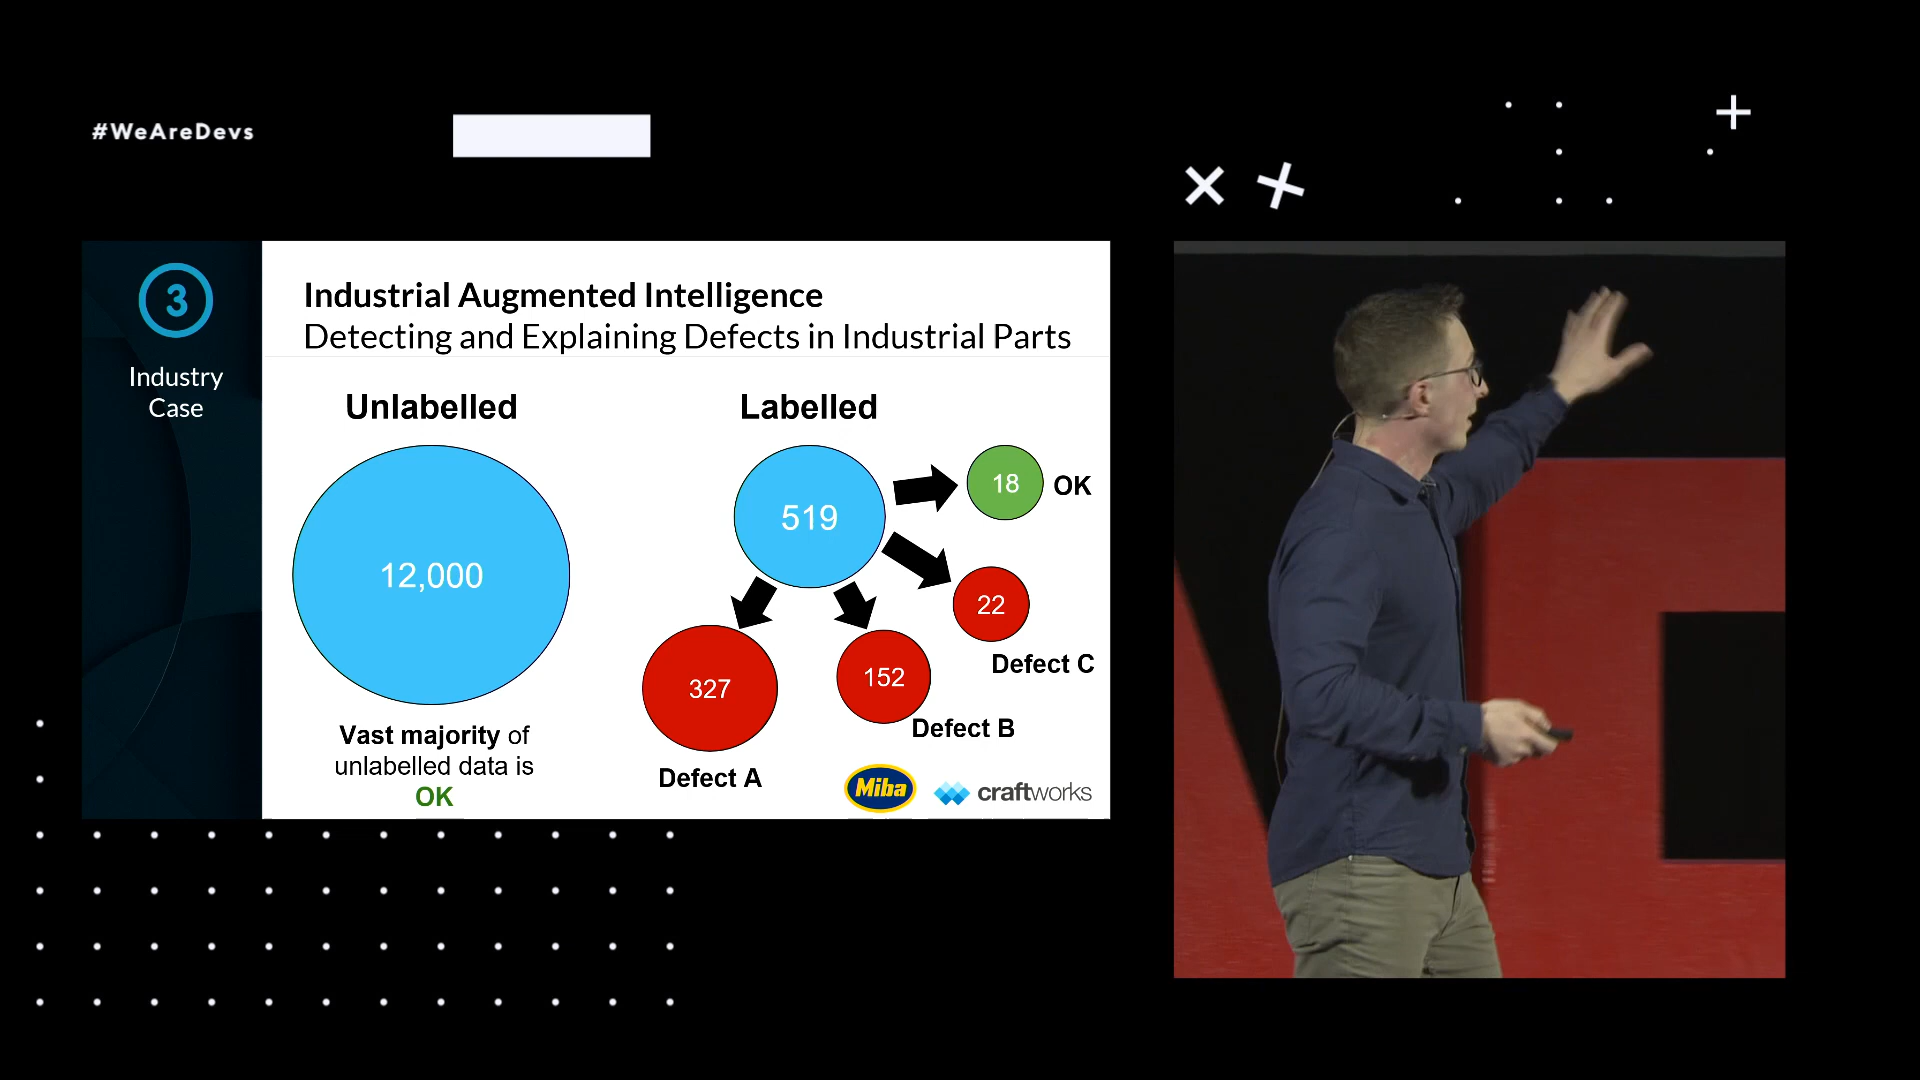 #WeAreDevs
3
Industry
Case
Industrial Augmented Intelligence
Detecting and Explaining Defects in Industrial Parts
Unlabelled
12,000
Vast majority of
unlabelled data is
OK
Labelled
519
18 OK
22
Defect C
152
Defect B
327
Defect A
Miba
craftworks